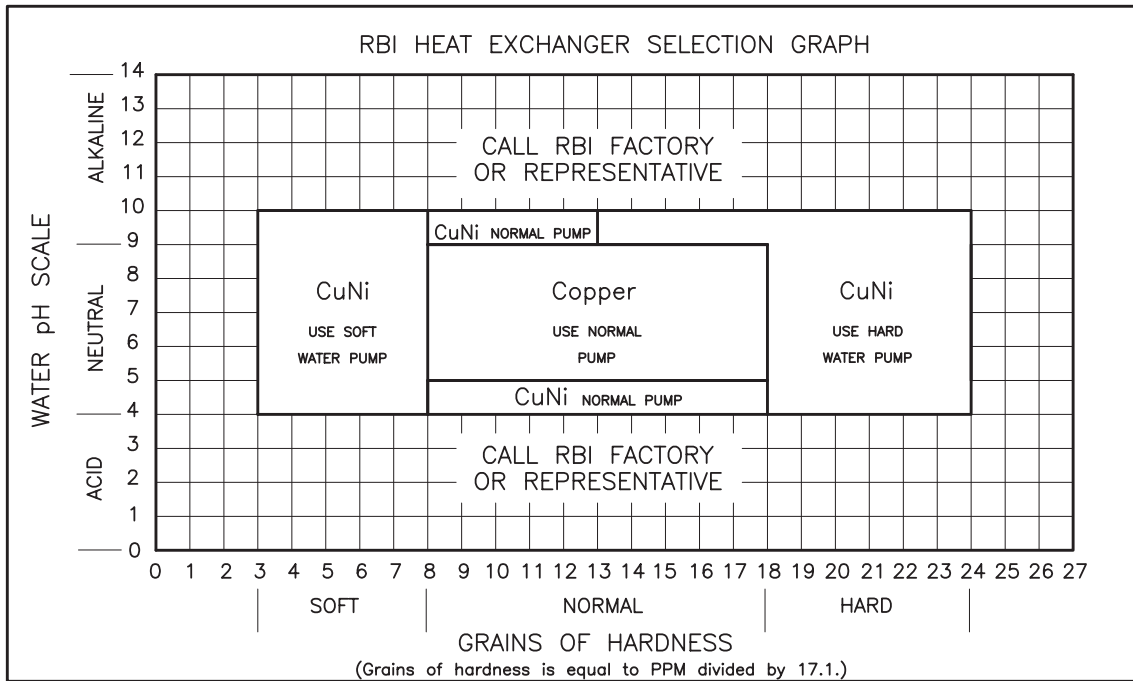 RBI HEAT EXCHANGER SELECTION GRAPH
WATER pH SCALE
ALKALINE
NEUTRAL
ACID
14
13
12
11
10
9
8
7
6
5
4
3
2
1
0
CALL RBI FACTORY
OR REPRESENTATIVE
CuNi NORMAL PUMP
CuNi
USE SOFT
WATER PUMP
Copper
USE NORMAL
PUMP
CuNi
USE HARD
WATER PUMP
CuNi NORMAL PUMP
CALL RBI FACTORY
OR REPRESENTATIVE
0 1 2 3 4 5 6 7 8 9 10 11 12 13 14 15 16 17 18 19 20 21 22 23 24 25 26 27
SOFT NORMAL HARD
GRAINS OF HARDNESS
(Grains of hardness is equal to PPM divided by 17.1.)